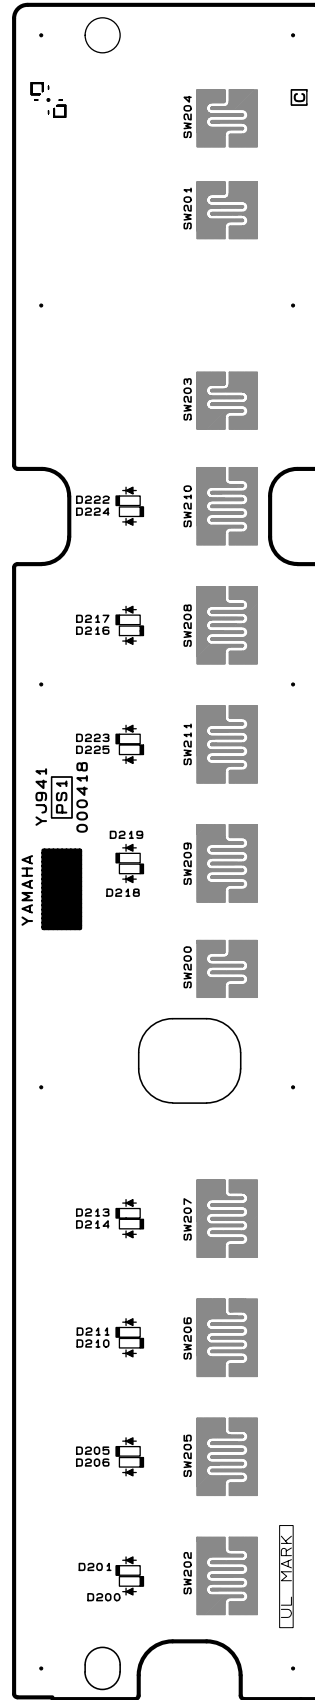 SW204
C
SW201
SW203
D222
D224
SW210
D217
D216
SW208
D223
D225
SW211
YJ941
PS1
000418
D219
D218
SW209
YAMAHA
SW200
D213
D214
SW207
D211
D210
SW206
D205
D206
SW205
D201
D200
SW202
UL MARK